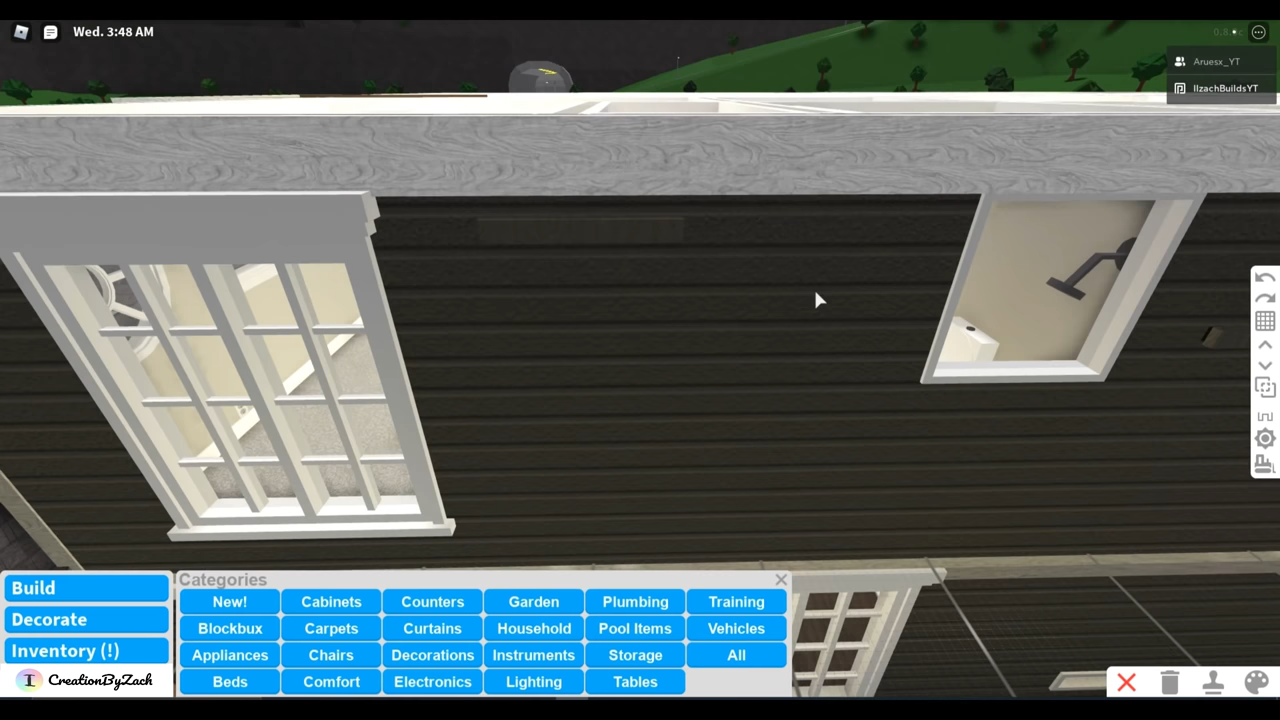 Wed. 3:48 AM
Aruesx_YT
IIzachBuildsYT
Build
Decorate
Inventory (!)
CreationByZach
Categories
New! Cabinets Counters Garden Plumbing Training
Blockbux Carpets Curtains Household Pool Items Vehicles
Appliances Chairs Decorations Instruments Storage All
Beds Comfort Electronics Lighting Tables